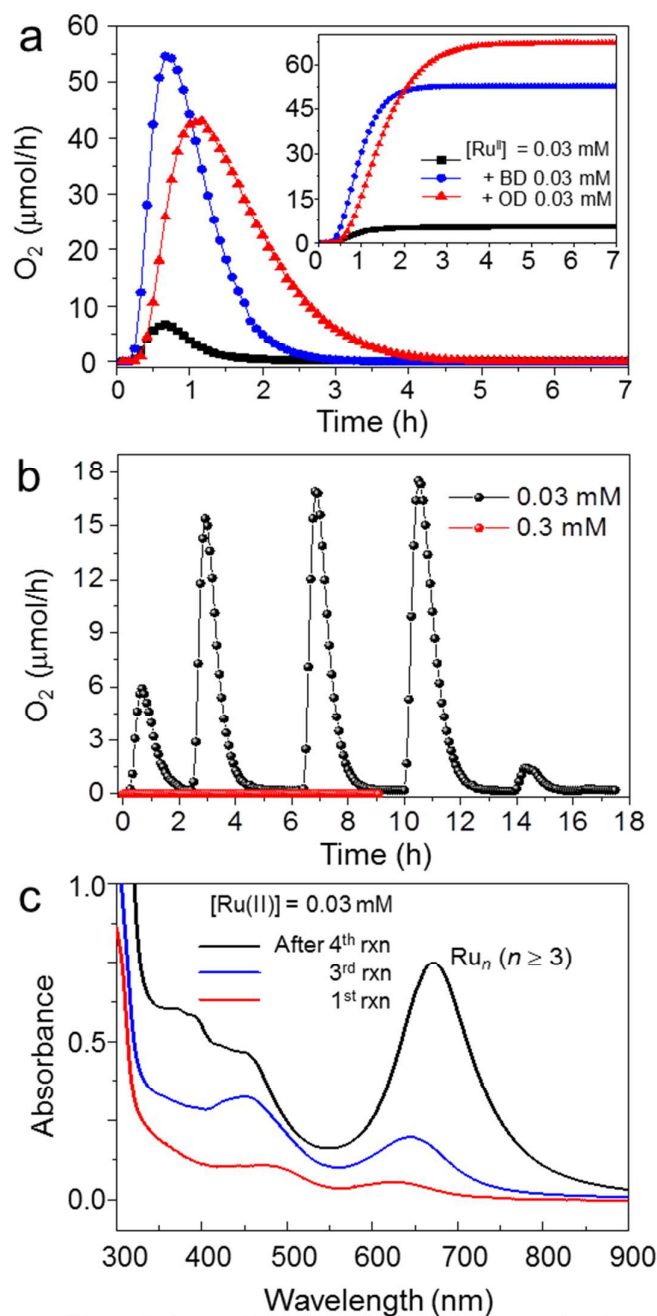 a
O₂ (μmol/h)
60
50
40
30
20
10
0
60
45
30
15
0
[Ruᴵᴵ] = 0.03 mM
+ BD 0.03 mM
+ OD 0.03 mM
0 1 2 3 4 5 6 7
0 1 2 3 4 5 6 7
Time (h)
b
O₂ (μmol/h)
18
15
12
9
6
3
0
0.03 mM
0.3 mM
0 2 4 6 8 10 12 14 16 18
Time (h)
c
Absorbance
1.0
0.5
0.0
[Ru(II)] = 0.03 mM
After 4ᵗʰ rxn
3ʳᵈ rxn
1ˢᵗ rxn
Ruₙ (n ≥ 3)
300 400 500 600 700 800 900
Wavelength (nm)